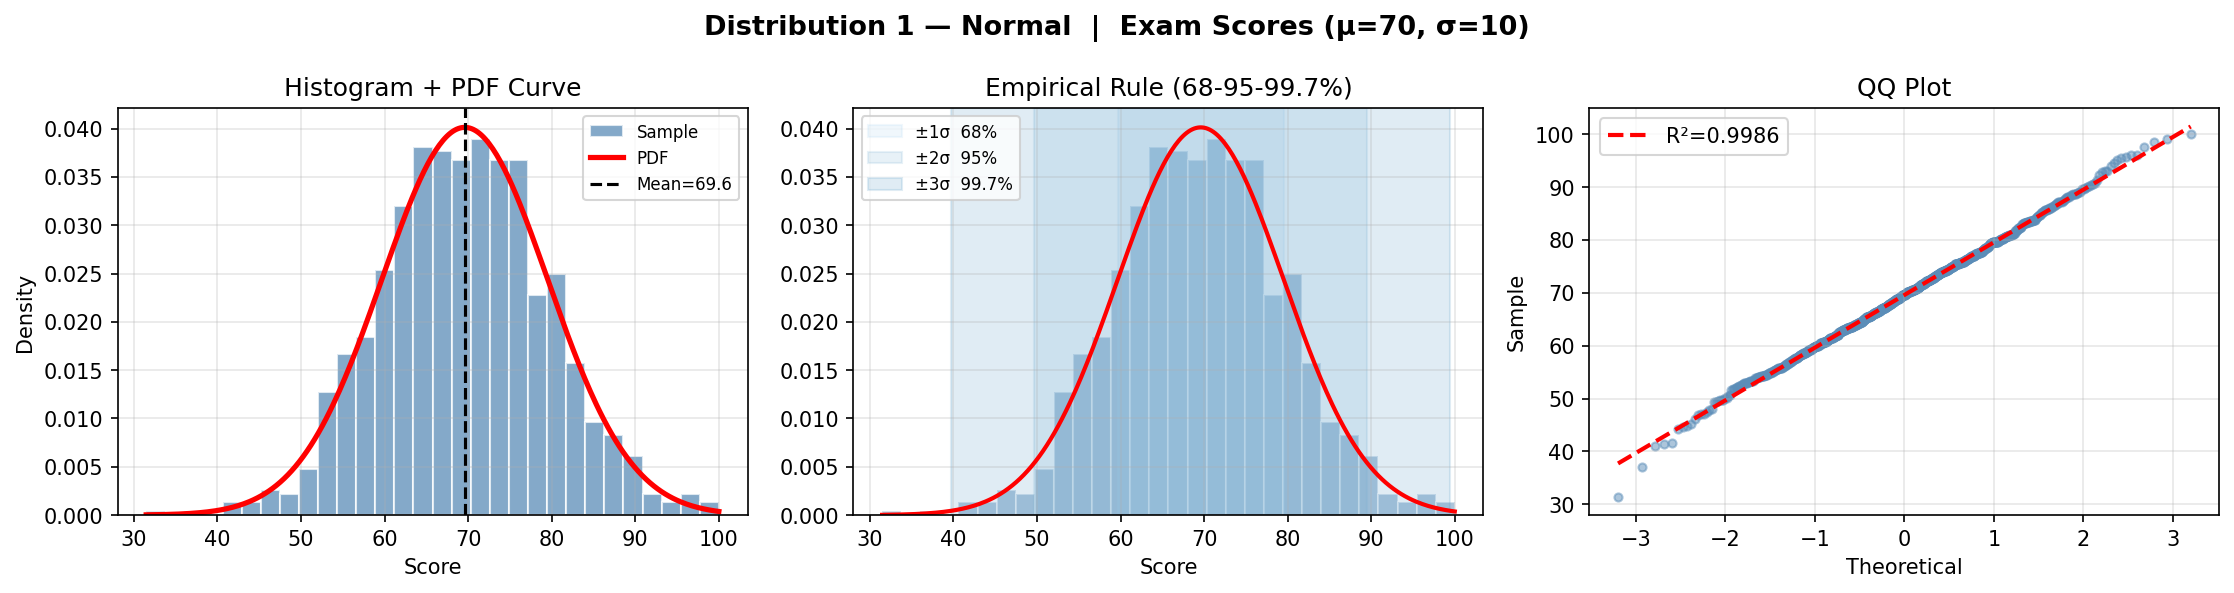 Distribution 1 — Normal | Exam Scores (μ=70, σ=10)
Histogram + PDF Curve
Sample
PDF
Mean=69.6
Density
0.040
0.035
0.030
0.025
0.020
0.015
0.010
0.005
0.000
30 40 50 60 70 80 90 100
Score
Empirical Rule (68-95-99.7%)
±1σ 68%
±2σ 95%
±3σ 99.7%
0.040
0.035
0.030
0.025
0.020
0.015
0.010
0.005
0.000
30 40 50 60 70 80 90 100
Score
QQ Plot
R²=0.9986
Sample
100
90
80
70
60
50
40
30
−3 −2 −1 0 1 2 3
Theoretical